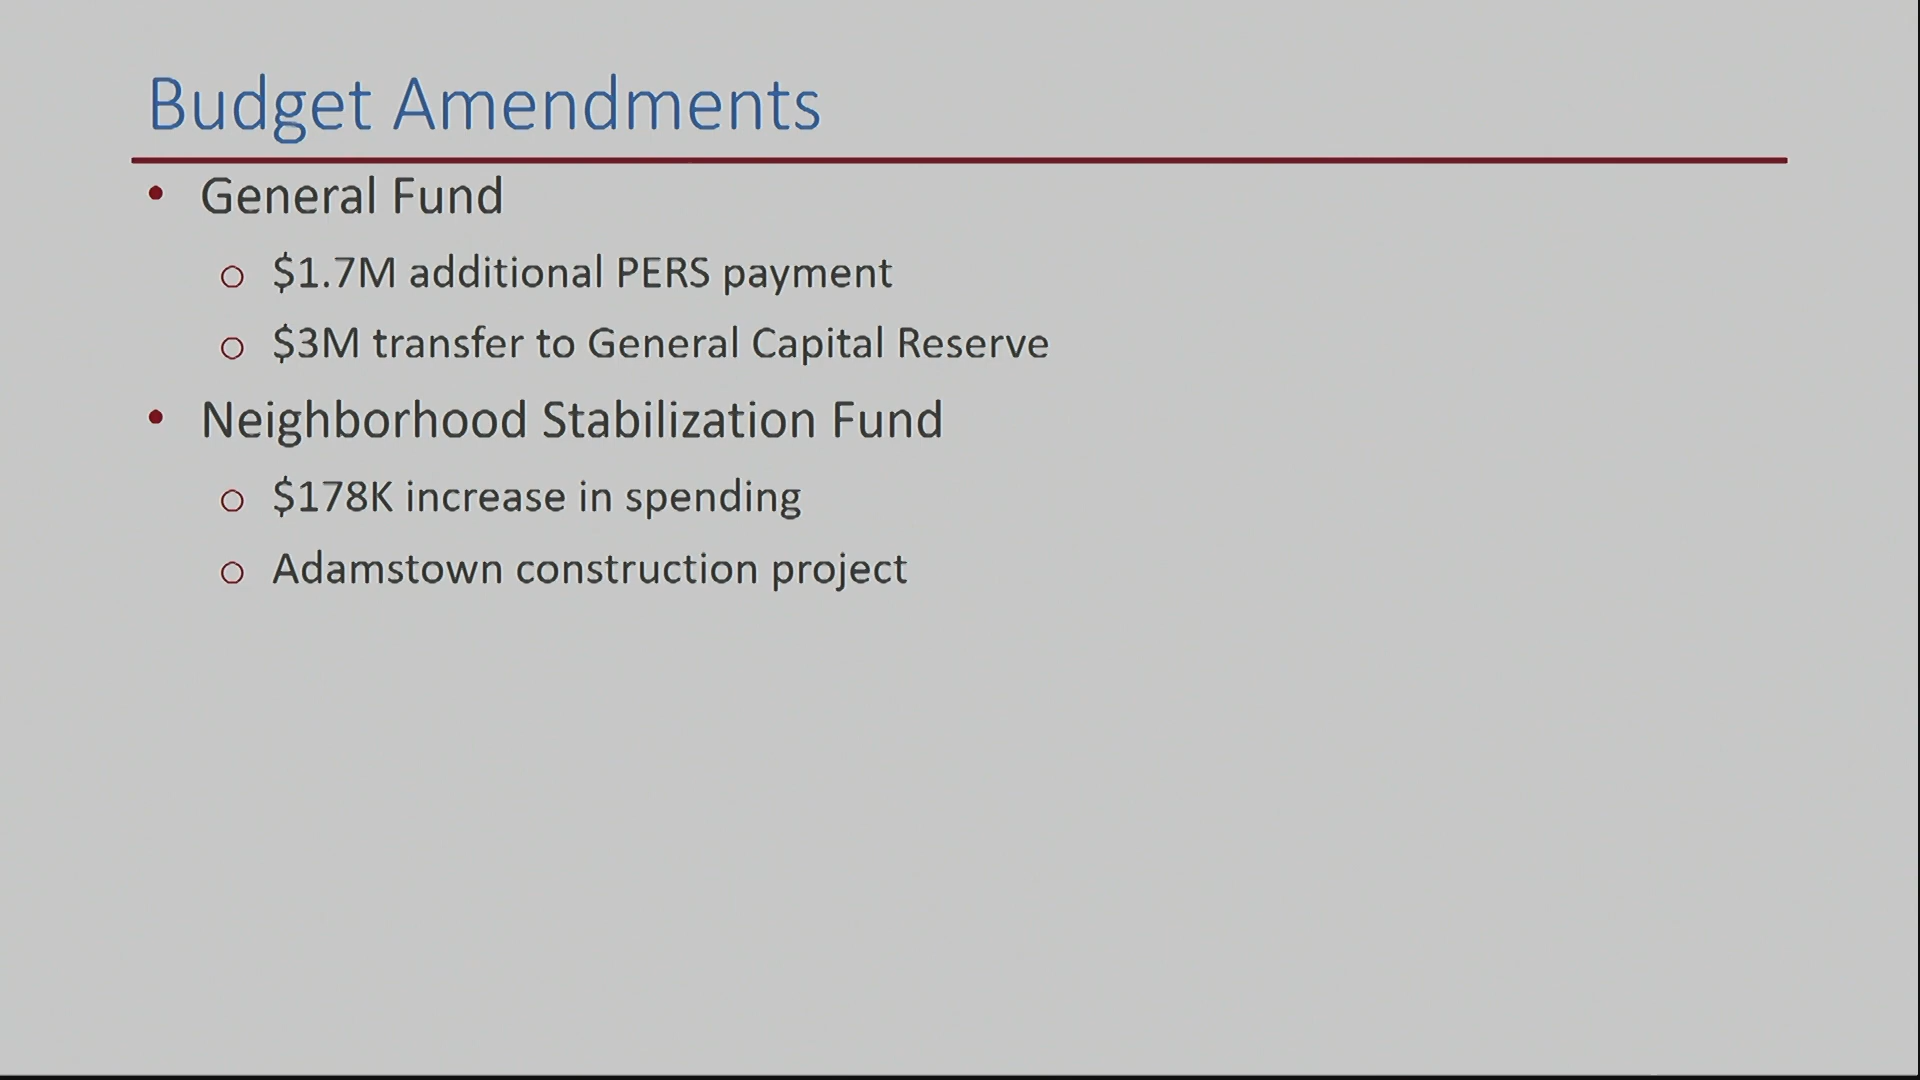 Budget Amendments
• General Fund
o $1.7M additional PERS payment
o $3M transfer to General Capital Reserve
• Neighborhood Stabilization Fund
o $178K increase in spending
o Adamstown construction project